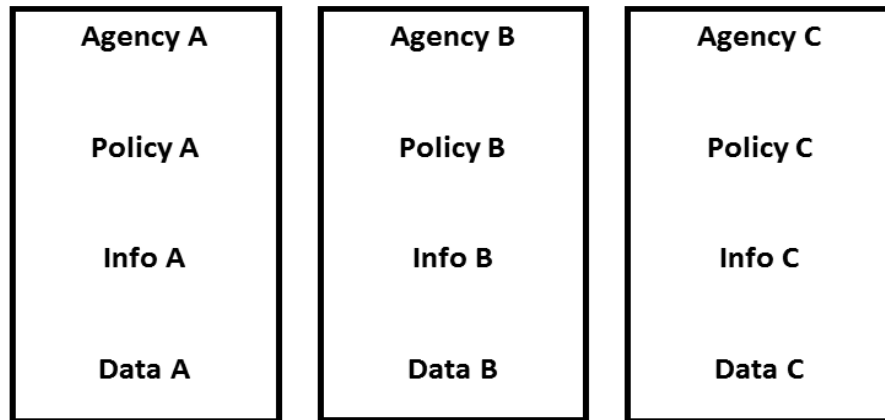 Agency A
Policy A
Info A
Data A
Agency B
Policy B
Info B
Data B
Agency C
Policy C
Info C
Data C